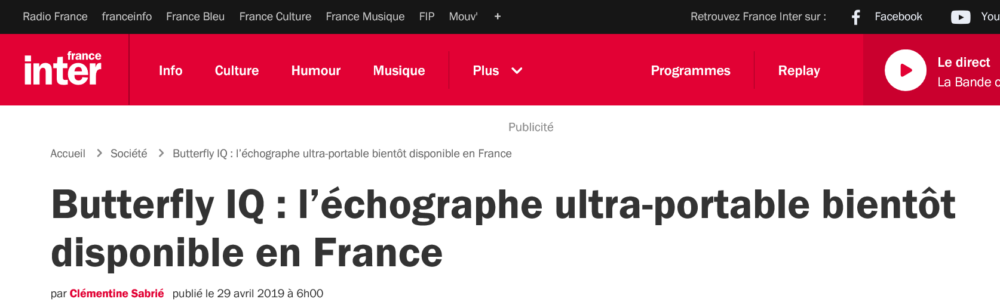 Radio France franceinfo France Bleu France Culture France Musique FIP Mouv' + Retrouvez France Inter sur : Facebook You
france
inter Info Culture Humour Musique Plus Programmes Replay Le direct
La Bande o
Publicité
Accueil Société Butterfly IQ : l’échographe ultra-portable bientôt disponible en France
Butterfly IQ : l’échographe ultra-portable bientôt
disponible en France
par Clémentine Sabrié publié le 29 avril 2019 à 6h00